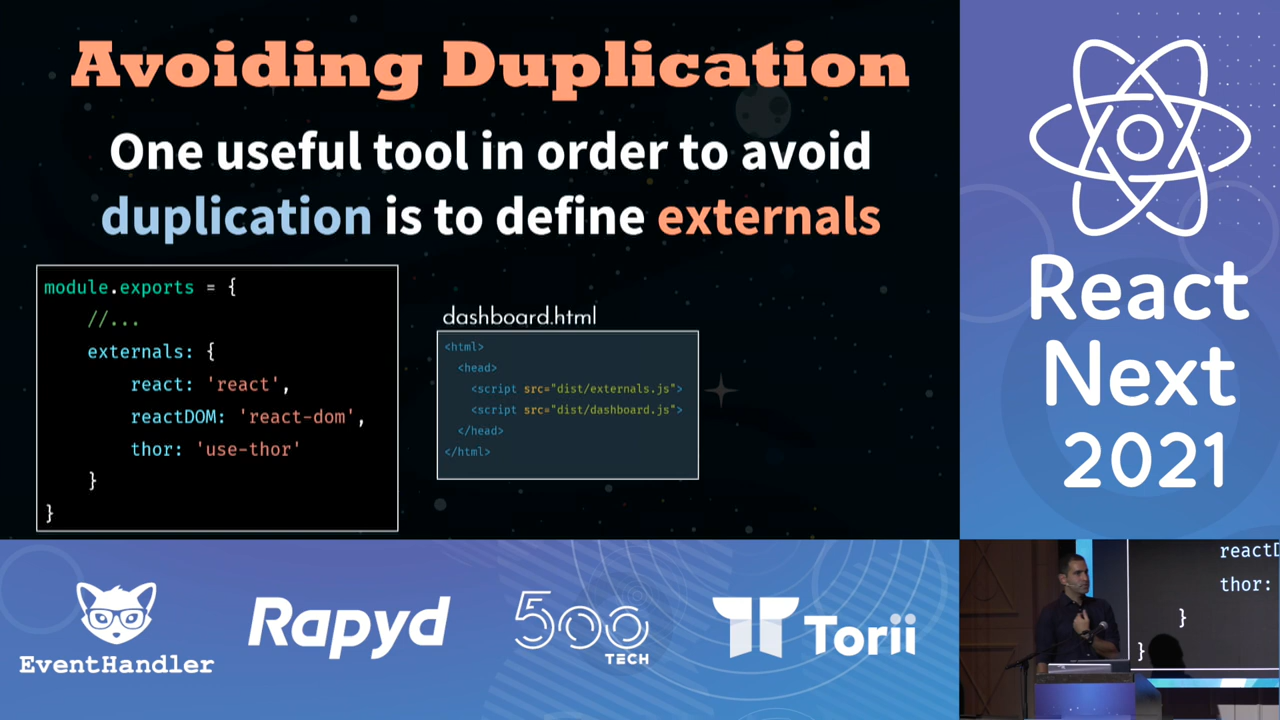 Avoiding Duplication
One useful tool in order to avoid
duplication is to define externals
module.exports = {
//...
externals: {
react: 'react',
reactDOM: 'react-dom',
thor: 'use-thor'
}
}
dashboard.html
<html>
<head>
<script src="dist/externals.js">
<script src="dist/dashboard.js">
</head>
</html>
React
Next
2021
EventHandler
Rapyd
500
TECH
Torii
reactD
thor:
}
}